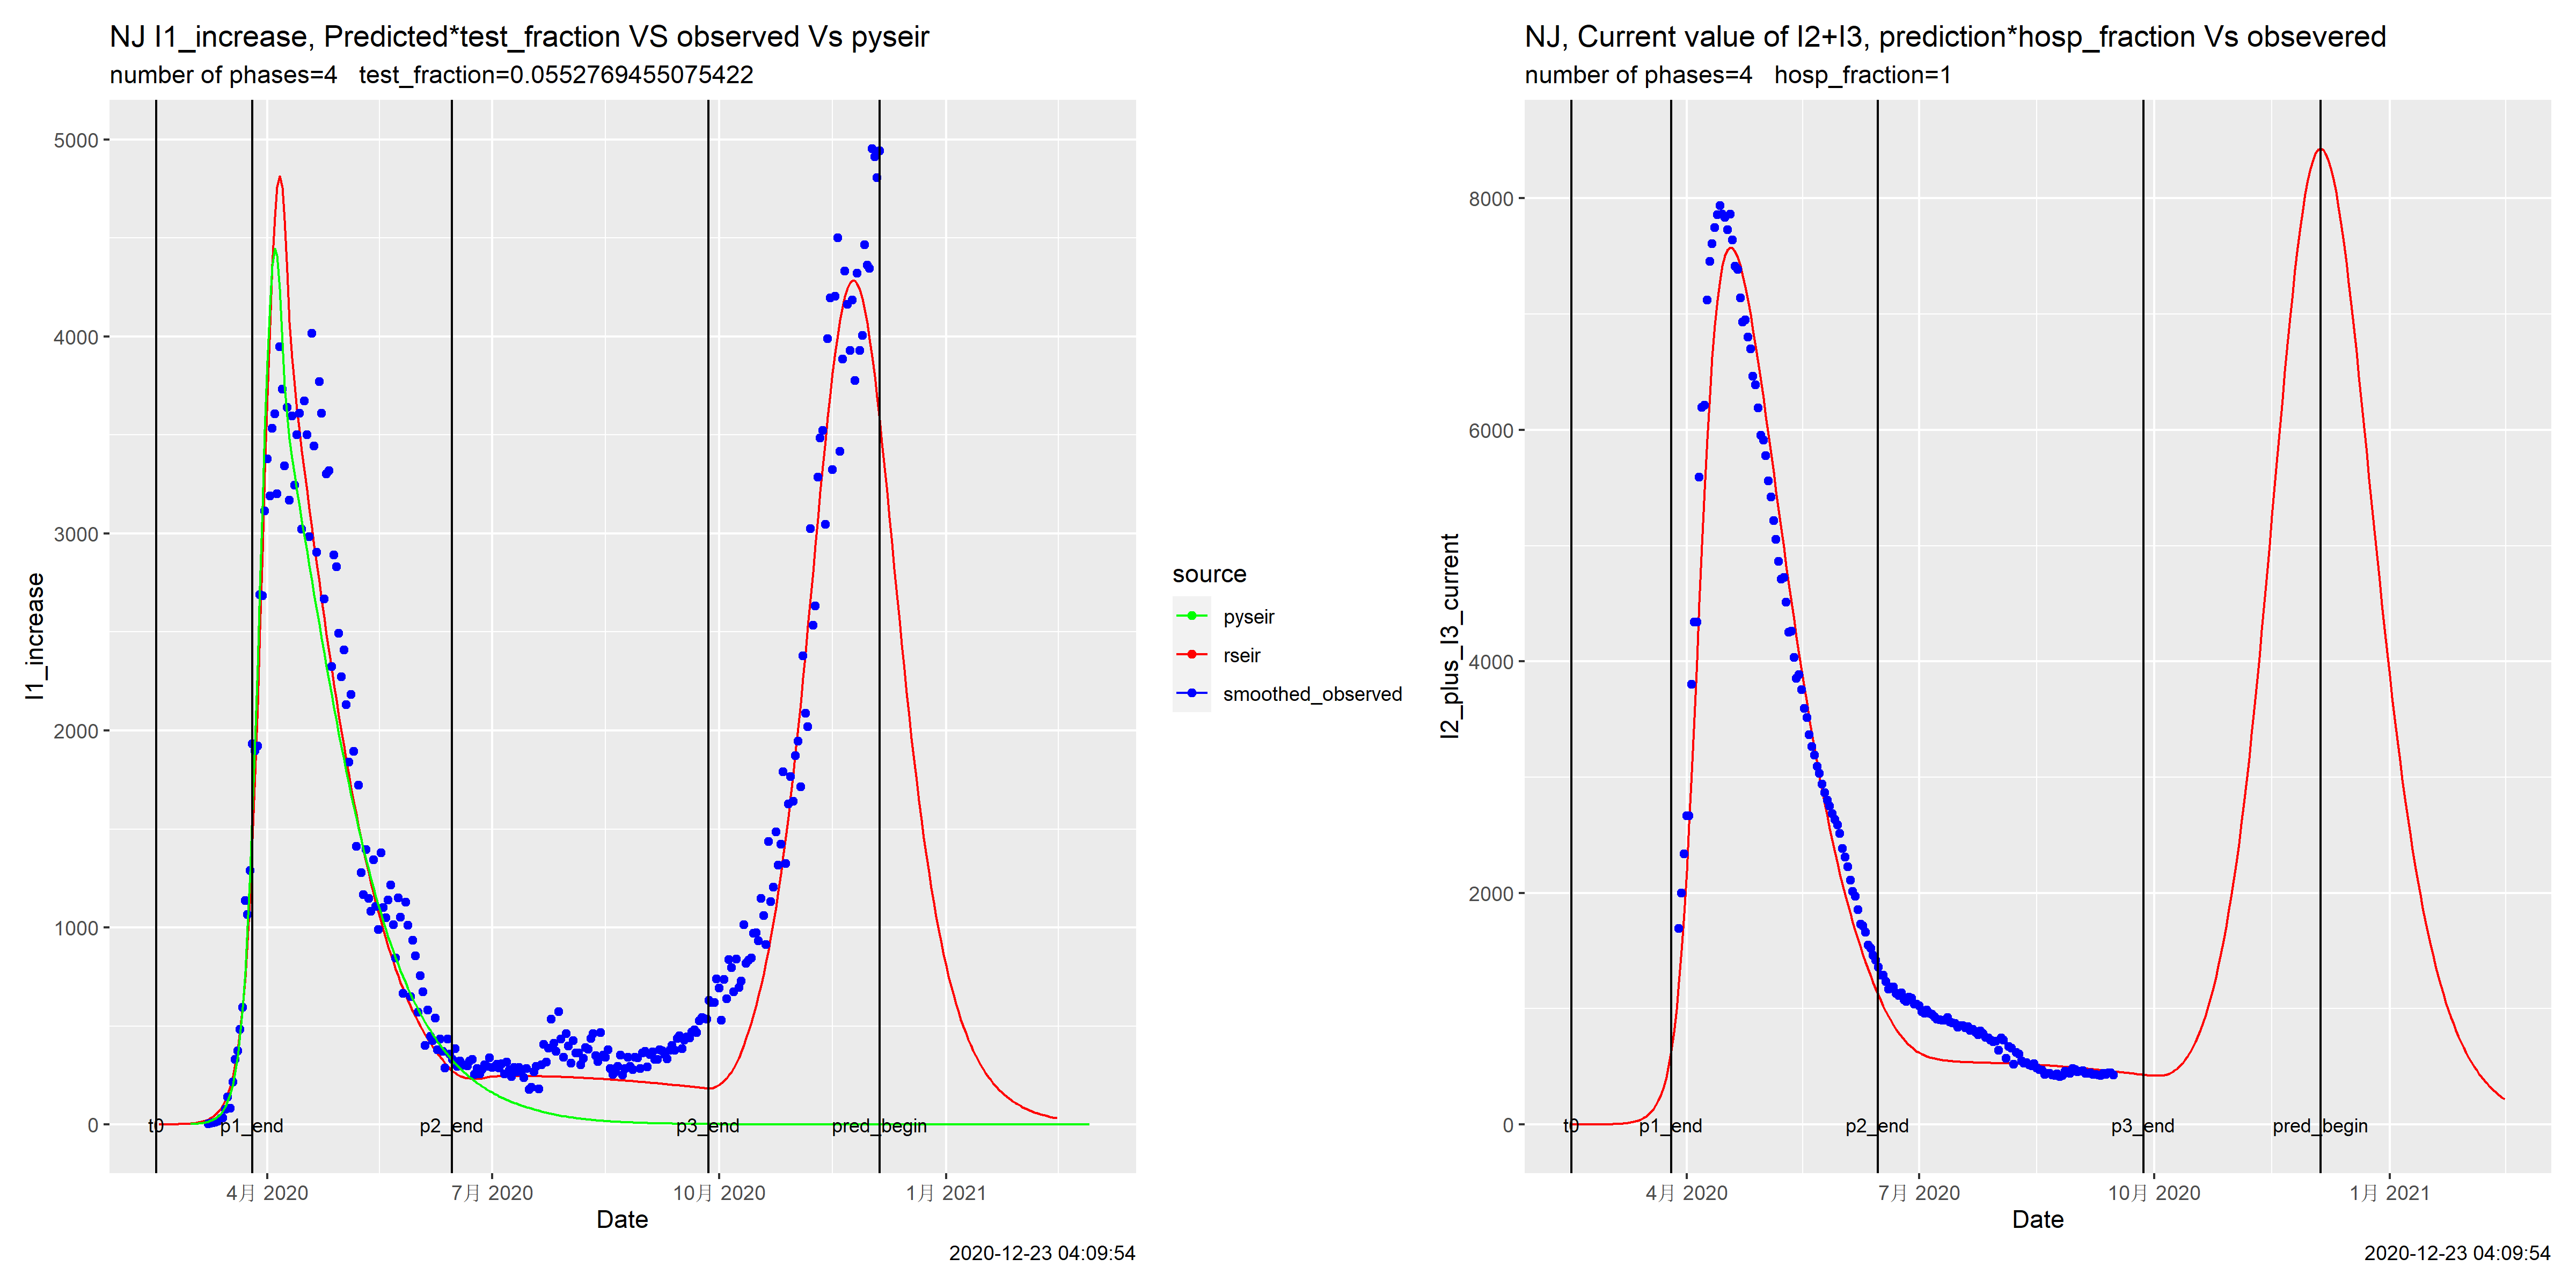 NJ I1_increase, Predicted*test_fraction VS observed Vs pyseir
number of phases=4   test_fraction=0.0552769455075422
I1_increase
5000
4000
3000
2000
1000
0
t0
p1_end
p2_end
p3_end
pred_begin
4月 2020
7月 2020
10月 2020
1月 2021
Date
2020-12-23 04:09:54
source
pyseir
rseir
smoothed_observed
NJ, Current value of I2+I3, prediction*hosp_fraction Vs obsevered
number of phases=4   hosp_fraction=1
I2_plus_I3_current
8000
6000
4000
2000
0
t0
p1_end
p2_end
p3_end
pred_begin
4月 2020
7月 2020
10月 2020
1月 2021
Date
2020-12-23 04:09:54